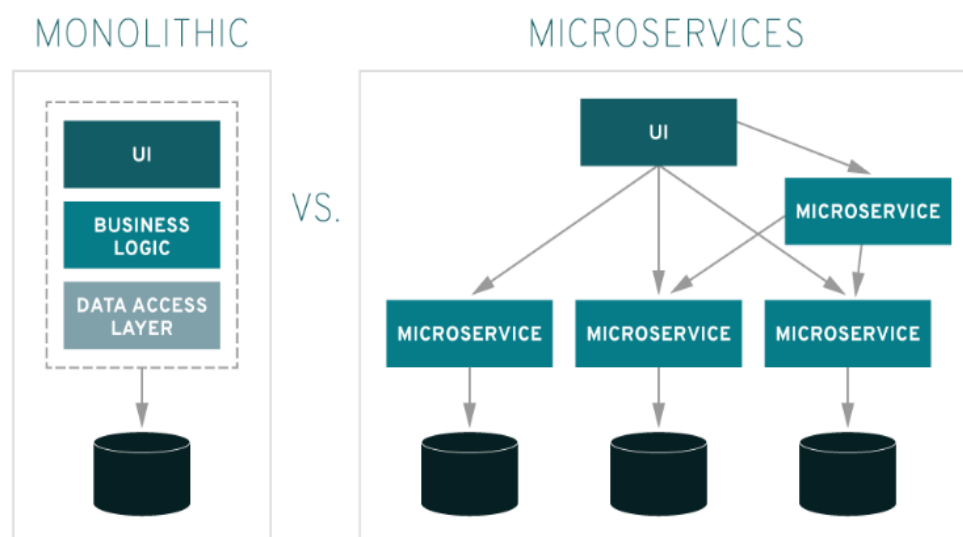 MONOLITHIC
UI
BUSINESS
LOGIC
DATA ACCESS
LAYER
VS.
MICROSERVICES
UI
MICROSERVICE
MICROSERVICE
MICROSERVICE
MICROSERVICE